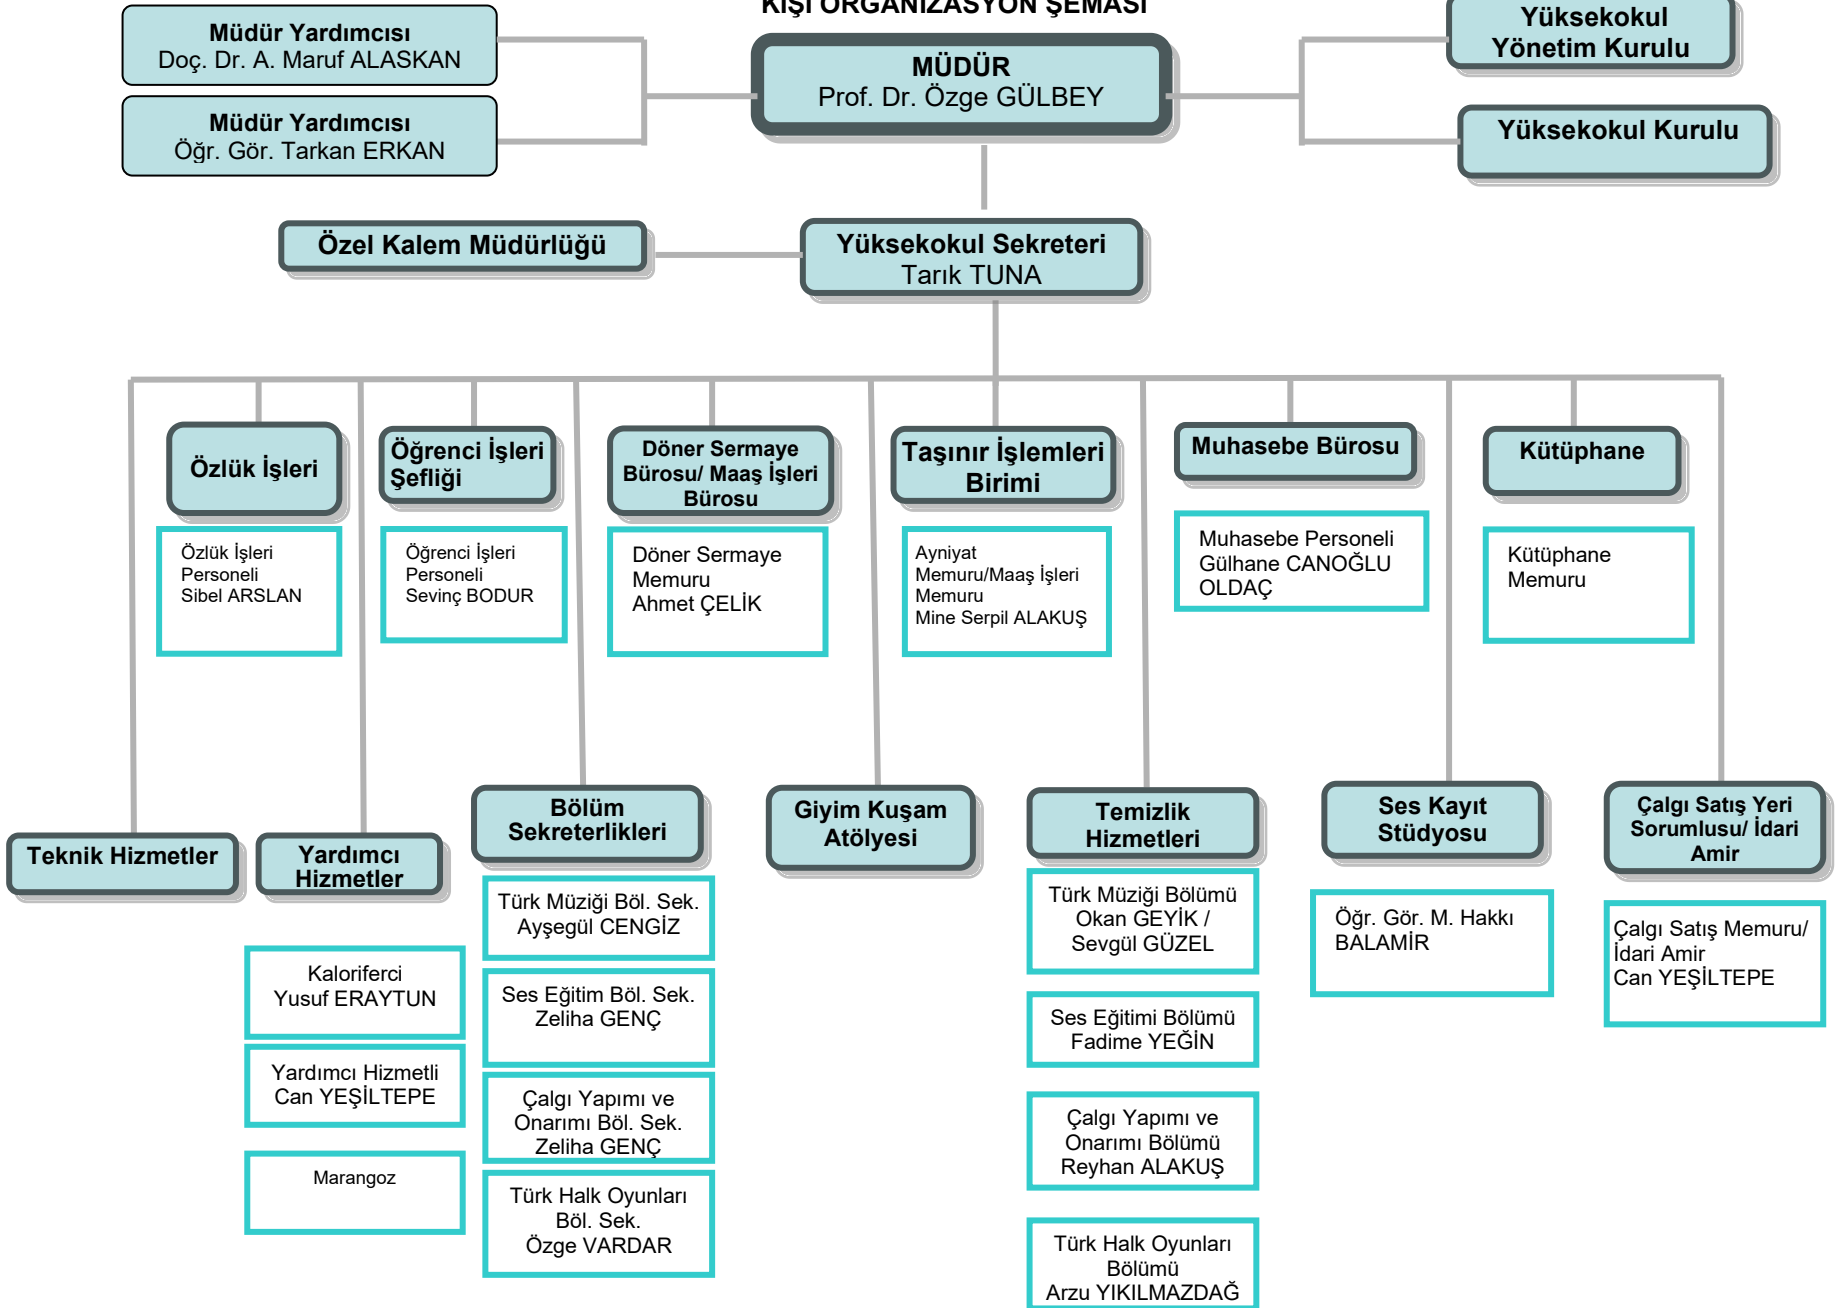 KİŞİ ORGANİZASYON ŞEMASI
Müdür Yardımcısı
Doç. Dr. A. Maruf ALASKAN
Müdür Yardımcısı
Öğr. Gör. Tarkan ERKAN
MÜDÜR
Prof. Dr. Özge GÜLBEY
Yüksekokul
Yönetim Kurulu
Yüksekokul Kurulu
Özel Kalem Müdürlüğü
Yüksekokul Sekreteri
Tarık TUNA
Özlük İşleri
Öğrenci İşleri
Şefliği
Döner Sermaye
Bürosu/ Maaş İşleri
Bürosu
Taşınır İşlemleri
Birimi
Muhasebe Bürosu
Kütüphane
Özlük İşleri
Personeli
Sibel ARSLAN
Öğrenci İşleri
Personeli
Sevinç BODUR
Döner Sermaye
Memuru
Ahmet ÇELİK
Ayniyat
Memuru/Maaş İşleri
Memuru
Mine Serpil ALAKUŞ
Muhasebe Personeli
Gülhane CANOĞLU
OLDAÇ
Kütüphane
Memuru
Teknik Hizmetler
Yardımcı
Hizmetler
Bölüm
Sekreterlikleri
Giyim Kuşam
Atölyesi
Temizlik
Hizmetleri
Ses Kayıt
Stüdyosu
Çalgı Satış Yeri
Sorumlusu/ İdari
Amir
Kaloriferci
Yusuf ERAYTUN
Yardımcı Hizmetli
Can YEŞİLTEPE
Marangoz
Türk Müziği Böl. Sek.
Ayşegül CENGİZ
Ses Eğitim Böl. Sek.
Zeliha GENÇ
Çalgı Yapımı ve
Onarımı Böl. Sek.
Zeliha GENÇ
Türk Halk Oyunları
Böl. Sek.
Özge VARDAR
Türk Müziği Bölümü
Okan GEYİK /
Sevgül GÜZEL
Ses Eğitimi Bölümü
Fadime YEĞİN
Çalgı Yapımı ve
Onarımı Bölümü
Reyhan ALAKUŞ
Türk Halk Oyunları
Bölümü
Arzu YIKILMAZDAĞ
Öğr. Gör. M. Hakkı
BALAMİR
Çalgı Satış Memuru/
İdari Amir
Can YEŞİLTEPE